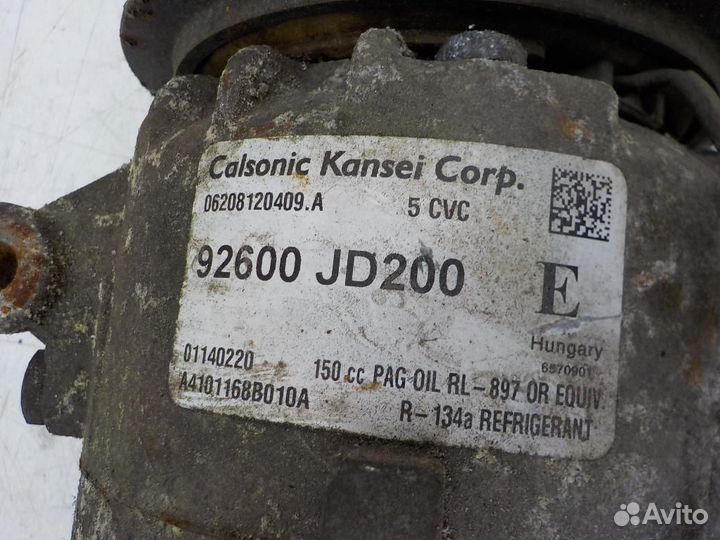 Calsonic Kansei Corp.
06208120409.A 5 CVC
92600 JD200 E
Hungary
6570901
01140220 150 cc PAG OIL RL-897 OR EQUIV.
A4101168B010A R-134a REFRIGERANT
Avito